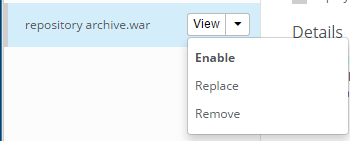 repository archive.war View
Details
Enable
Replace
Remove